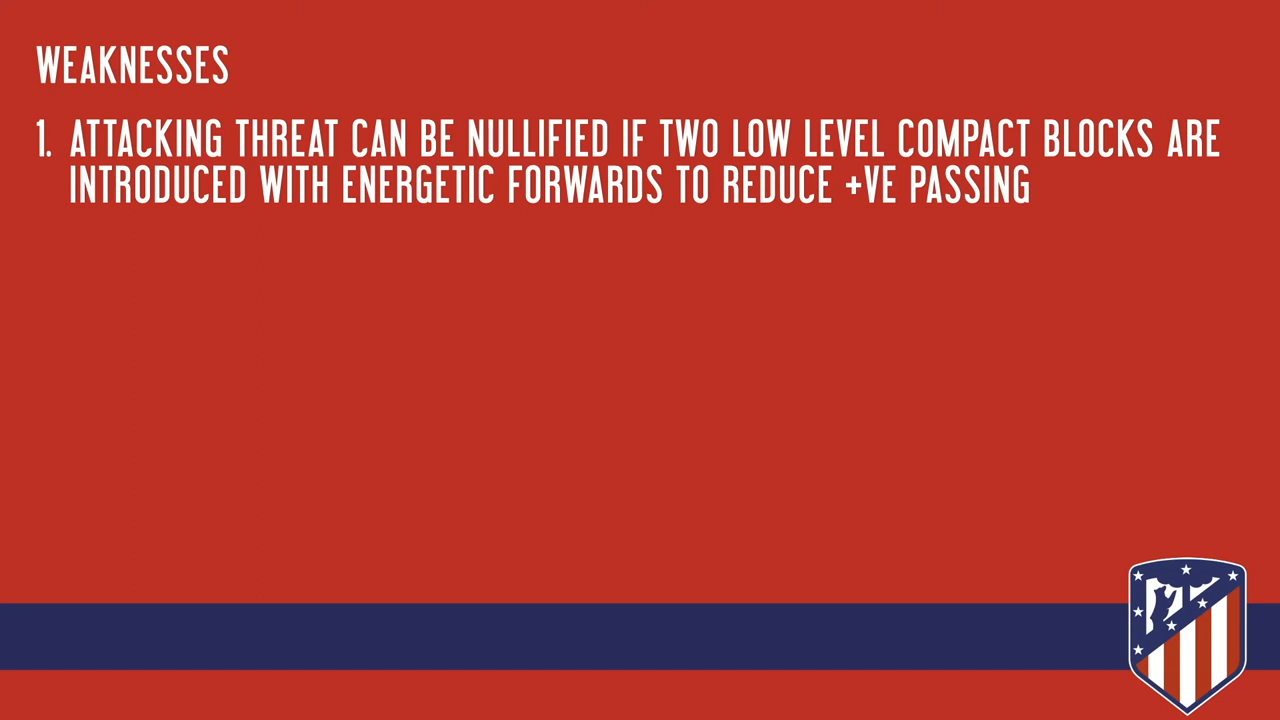 WEAKNESSES
1. ATTACKING THREAT CAN BE NULLIFIED IF TWO LOW LEVEL COMPACT BLOCKS ARE
INTRODUCED WITH ENERGETIC FORWARDS TO REDUCE +VE PASSING